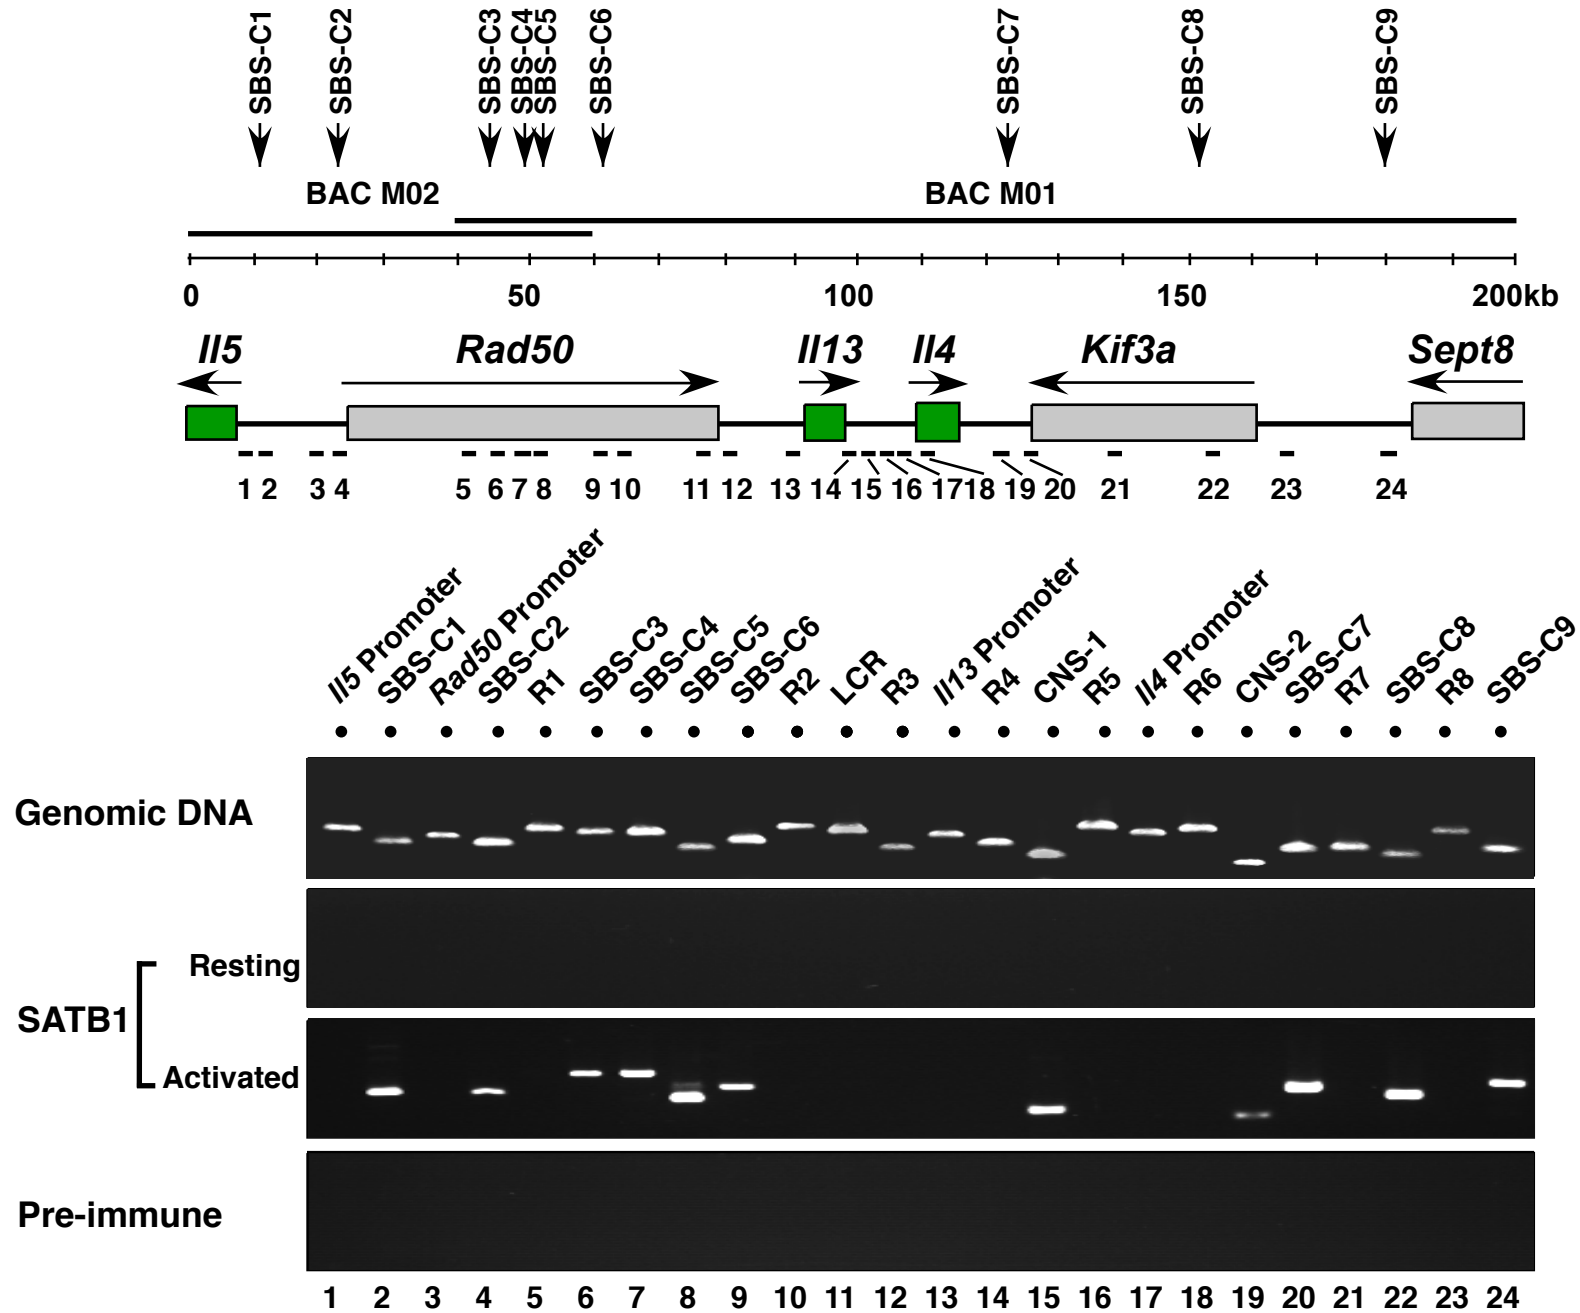 SBS-C1 SBS-C2 SBS-C3 SBS-C4 SBS-C5 SBS-C6 SBS-C7 SBS-C8 SBS-C9
BAC M02 BAC M01
0 50 100 150 200kb
Il5 Rad50 Il13 Il4 Kif3a Sept8
1 2 3 4 5 6 7 8 9 10 11 12 13 14 15 16 17 18 19 20 21 22 23 24
Il5 Promoter
SBS-C1
Rad50 Promoter
SBS-C2
R1
SBS-C3
SBS-C4
SBS-C5
SBS-C6
R2
LCR
R3
Il13 Promoter
R4
CNS-1
R5
Il4 Promoter
R6
CNS-2
SBS-C7
R7
SBS-C8
R8
SBS-C9
Genomic DNA
Resting
SATB1
Activated
Pre-immune
1 2 3 4 5 6 7 8 9 10 11 12 13 14 15 16 17 18 19 20 21 22 23 24